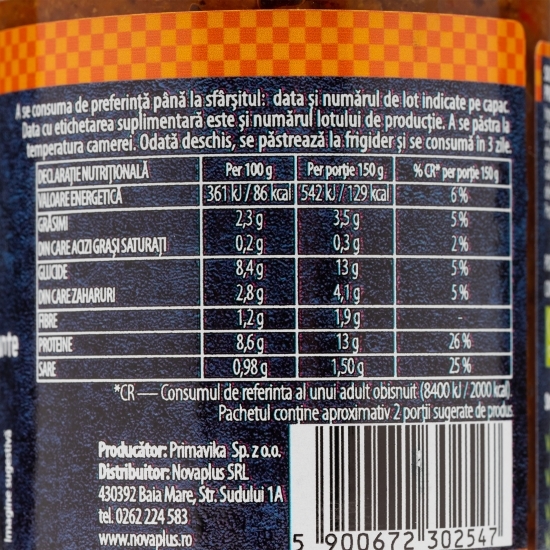 A se consuma de preferință până la sfârșitul: data și numărul de lot indicate pe capac.
Data cu etichetarea suplimentară este și numărul lotului de producție. A se păstra la
temperatura camerei. Odată deschis, se păstrează la frigider și se consumă în 3 zile.
DECLARAȚIE NUTRIȚIONALĂ Per 100 g Per porție 150 g % CR* per porție 150 g
VALOARE ENERGETICĂ 361 kJ / 86 kcal 542 kJ / 129 kcal 6 %
GRĂSIMI 2,3 g 3,5 g 5 %
DIN CARE ACIZI GRAȘI SATURAȚI 0,2 g 0,3 g 2 %
GLUCIDE 8,4 g 13 g 5 %
DIN CARE ZAHARURI 2,8 g 4,1 g 5 %
FIBRE 1,2 g 1,9 g -
PROTEINE 8,6 g 13 g 26 %
SARE 0,98 g 1,50 g 25 %
*CR — Consumul de referinta al unui adult obisnuit (8400 kJ / 2000 kcal).
Pachetul conține aproximativ 2 porții sugerate de produs.
Producător: Primavika Sp. z o.o.
Distribuitor: Novaplus SRL
430392 Baia Mare, Str. Sudului 1A
tel. 0262 224 583
www.novaplus.ro
5 900672 302547
Imagine sugestivă